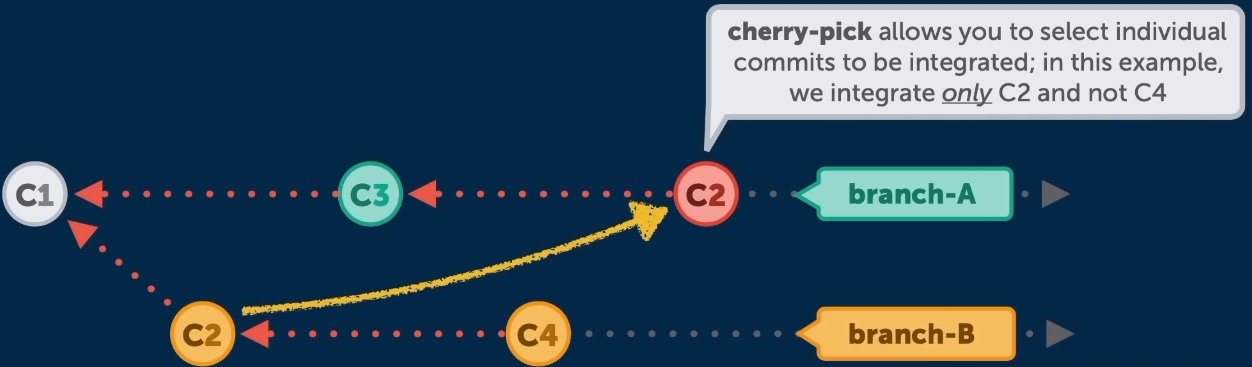 cherry-pick allows you to select individual
commits to be integrated; in this example,
we integrate only C2 and not C4
C1
C3
C2
branch-A
C2
C4
branch-B